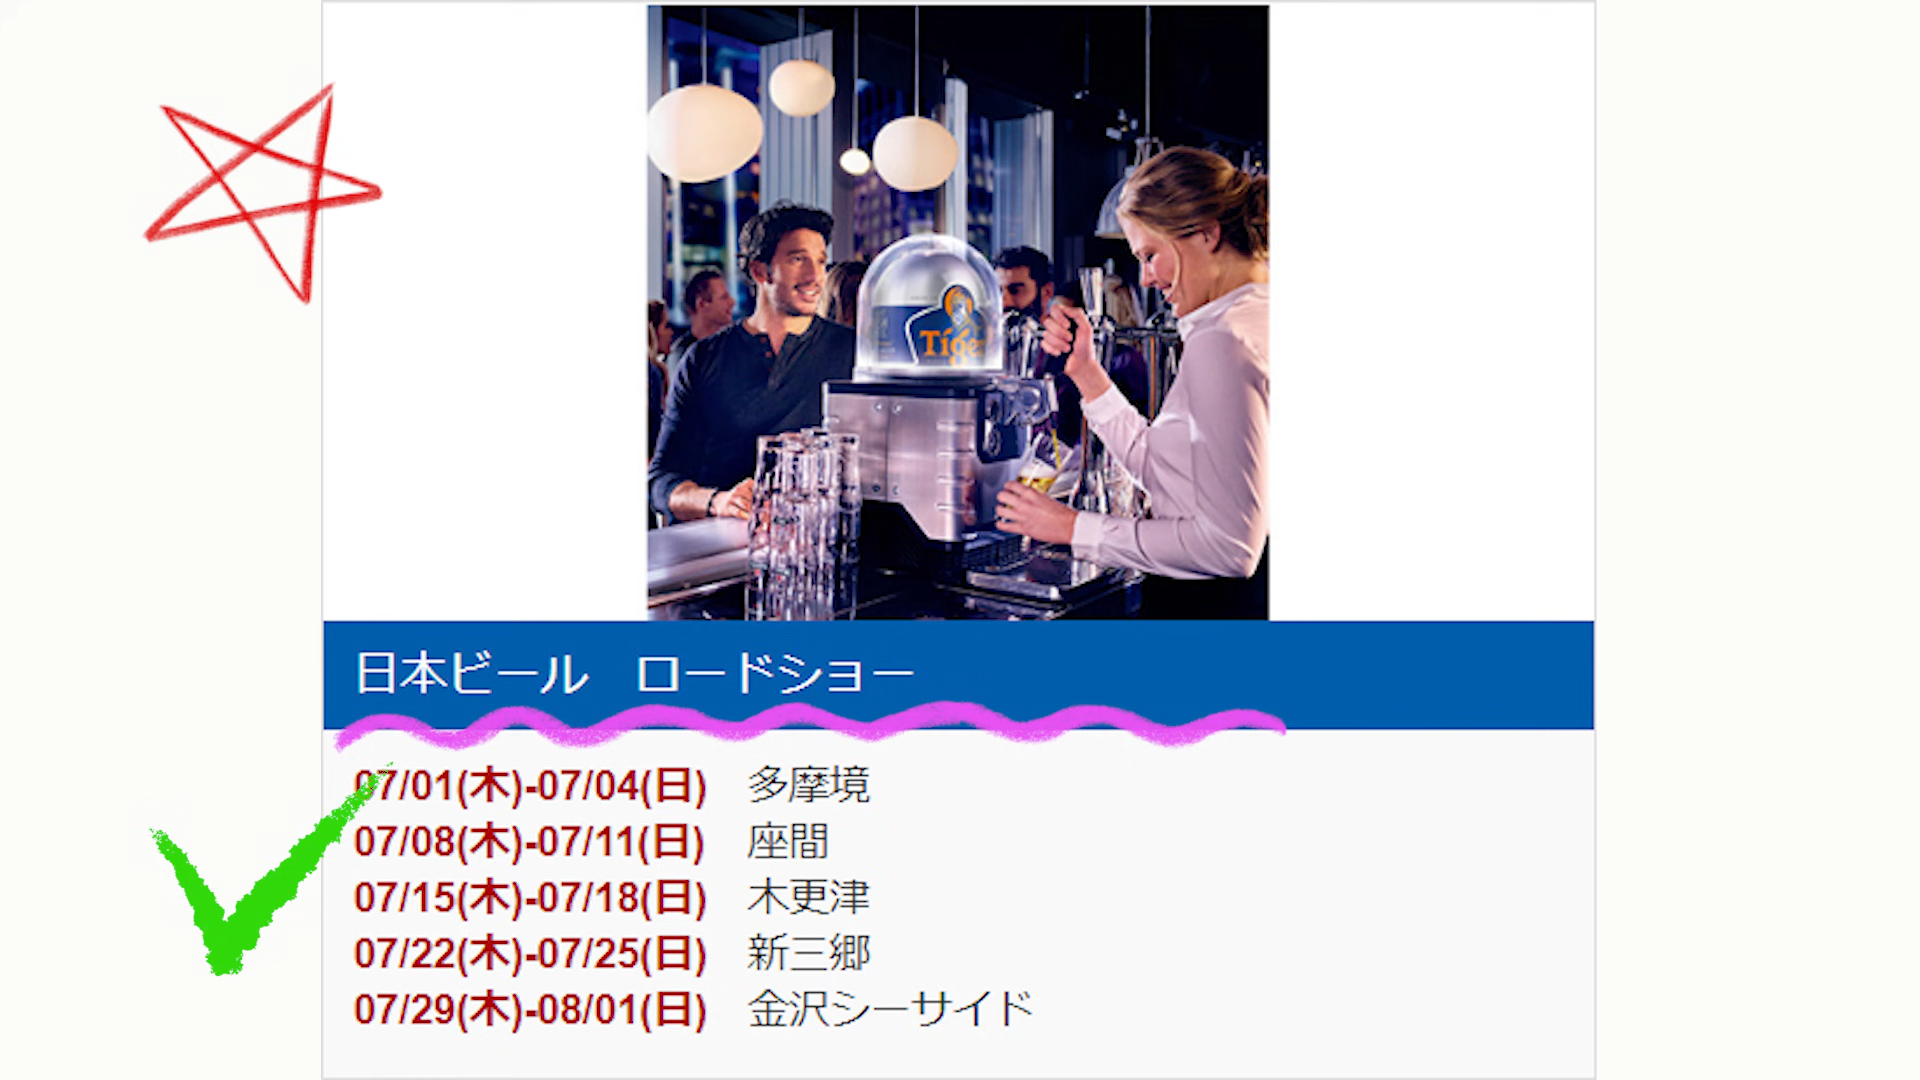 Tiger
日本ビール　ロードショー
07/01(木)-07/04(日)　多摩境
07/08(木)-07/11(日)　座間
07/15(木)-07/18(日)　木更津
07/22(木)-07/25(日)　新三郷
07/29(木)-08/01(日)　金沢シーサイド